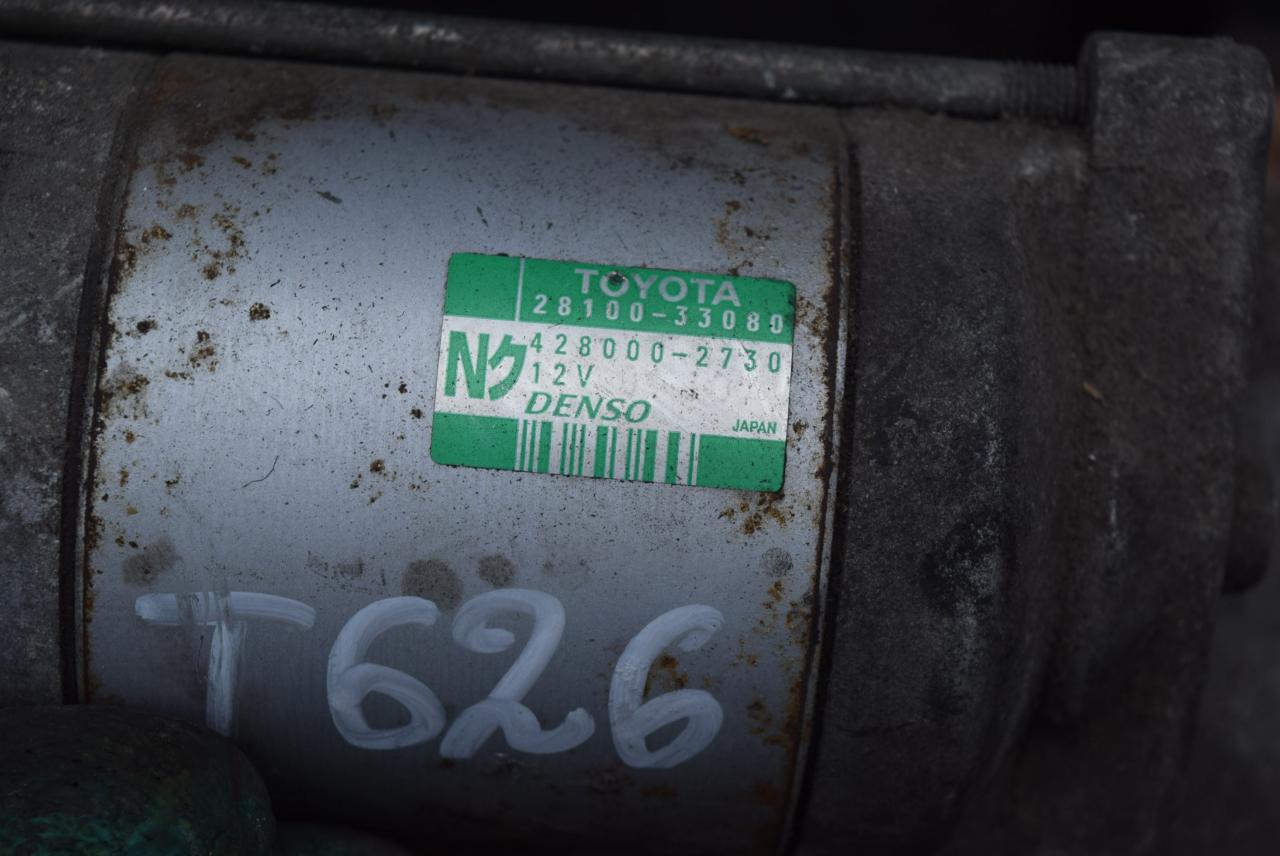 TOYOTA
28100-33080
Nク
428000-2730
12V
DENSO
JAPAN
T626